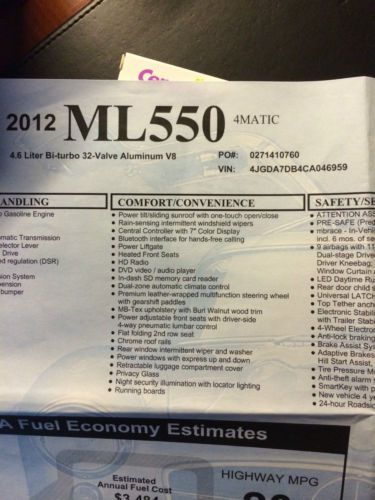 2012 ML550 4MATIC
4.6 Liter Bi-turbo 32-Valve Aluminum V8
PO#: 0271410760
VIN: 4JGDA7DB4CA046959
ANDLING
Gasoline Engine
matic Transmission
elector Lever
Drive
d regulation (DSR)
sion System
ension
bumper
COMFORT/CONVENIENCE
• Power tilt/sliding sunroof with one-touch open/close
• Rain-sensing intermittent windshield wipers
• Central Controller with 7" Color Display
• Bluetooth interface for hands-free calling
• Power Liftgate
• Heated Front Seats
• HD Radio
• DVD video / audio player
• In-dash SD memory card reader
• Dual-zone automatic climate control
• Premium leather-wrapped multifunction steering wheel
with gearshift paddles
• MB-Tex upholstery with Burl Walnut wood trim
• Power adjustable front seats with driver-side
4-way pneumatic lumbar control
• Flat folding 2nd row seat
• Chrome roof rails
• Rear window intermittent wiper and washer
• Power windows with express up and down
• Retractable luggage compartment cover
• Privacy Glass
• Night security illumination with locator lighting
• Running boards
SAFETY/S
• ATTENTION ASS
• PRE-SAFE (Pred
• mbrace - In-Vehi
incl. 6 mos. of se
• 9 airbags with 11
Dual-stage Drive
Driver Kneebag;
Window Curtain a
• LED Daytime Ru
• Rear door child s
• Universal LATCH
• Top Tether ancho
• Electronic Stabili
with Trailer Stabi
• 4-Wheel Electron
• Anti-lock braking
• Brake Assist Sys
• Adaptive Brakes
Hill Start Assist,
• Tire Pressure Mo
• Anti-theft alarm s
• SmartKey with p
• New vehicle 4 ye
• 24-hour Roadsid
A Fuel Economy Estimates
Estimated
Annual Fuel Cost
$3,484
HIGHWAY MPG